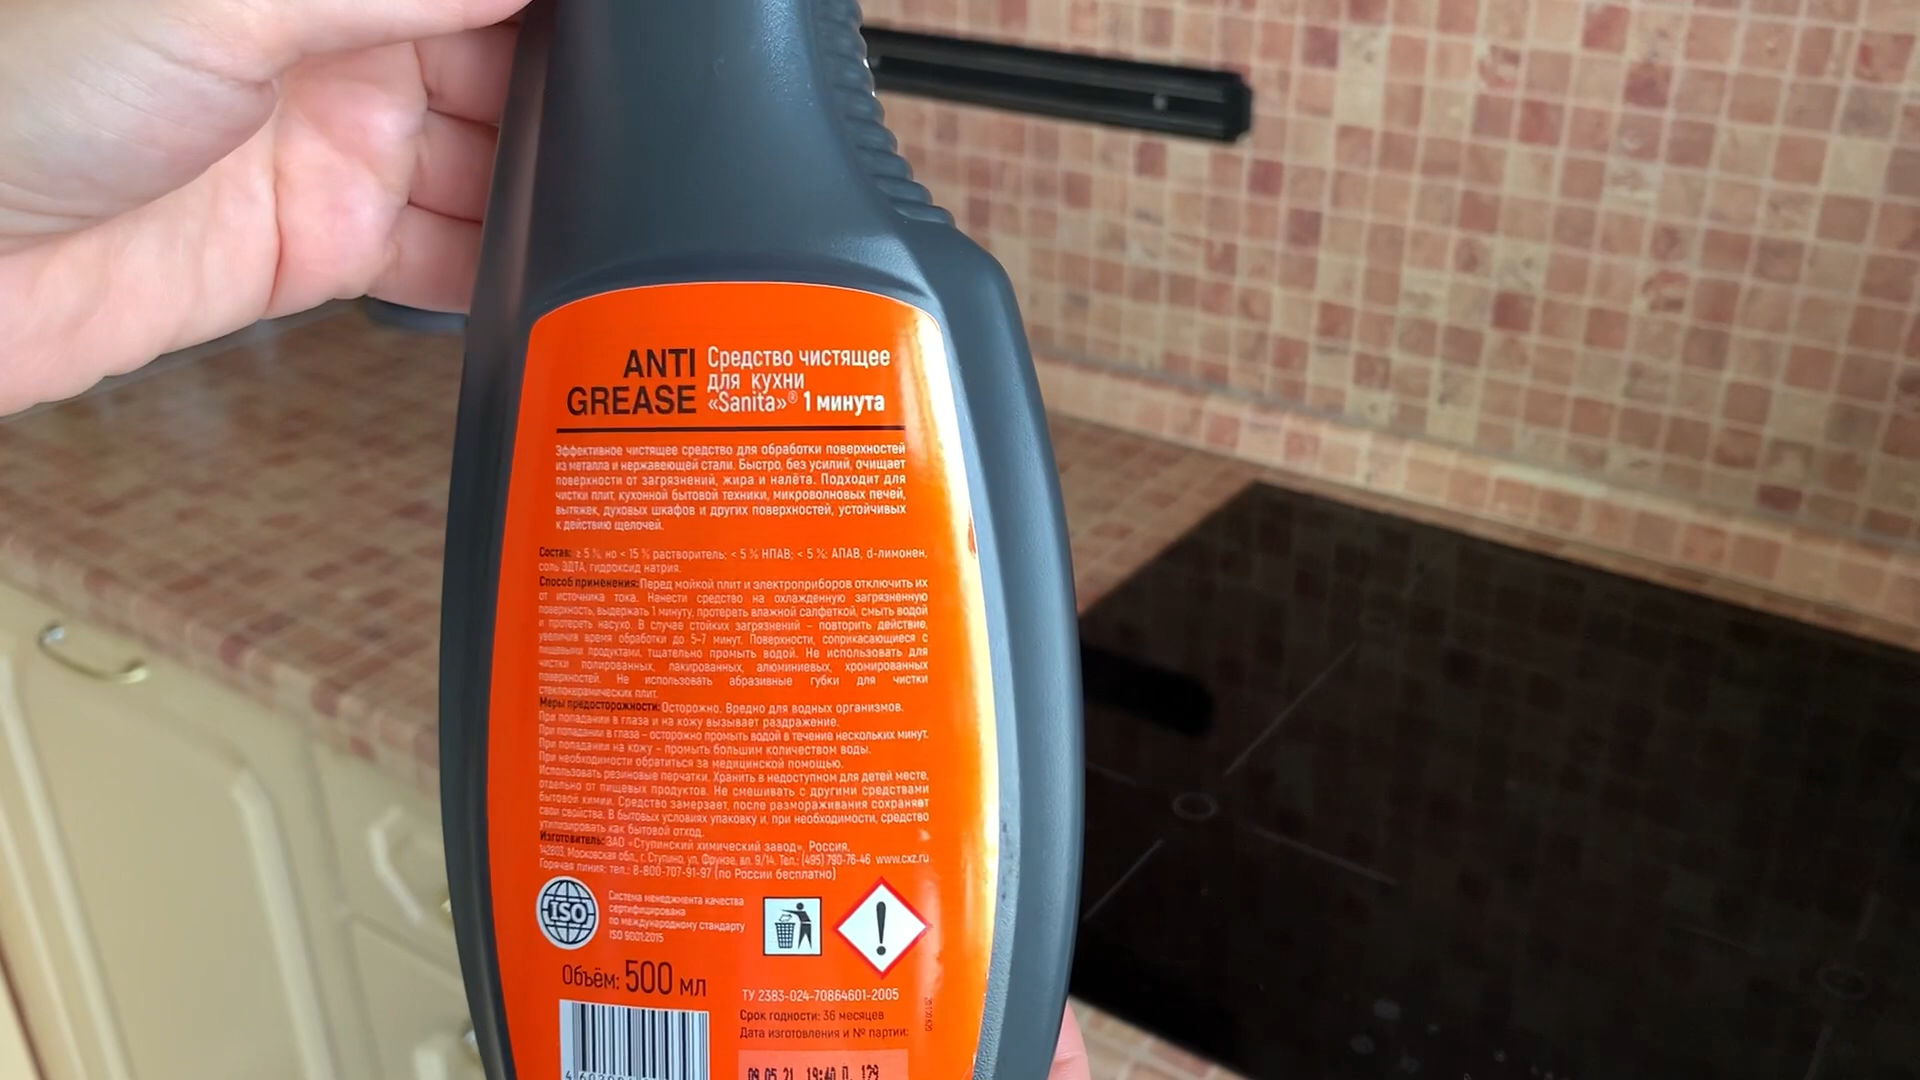 ANTI
GREASE
Средство чистящее
для кухни
«Sanita»® 1 минута
Эффективное чистящее средство для обработки поверхностей
из металла и нержавеющей стали. Быстро, без усилий, очищает
поверхности от загрязнений, жира и налёта. Подходит для
чистки плит, кухонной бытовой техники, микроволновых печей,
вытяжек, духовых шкафов и других поверхностей, устойчивых
к действию щелочей.
Состав: ≥ 5 %, но < 15 % растворитель; < 5 % НПАВ; < 5 %: АПАВ, d-лимонен,
соль ЭДТА, гидроксид натрия.
Способ применения: Перед мойкой плит и электроприборов отключить их
от источника тока. Нанести средство на охлажденную загрязненную
поверхность, выдержать 1 минуту, протереть влажной салфеткой, смыть водой
и протереть насухо. В случае стойких загрязнений – повторить действие,
увеличив время обработки до 5-7 минут. Поверхности, соприкасающиеся с
пищевыми продуктами, тщательно промыть водой. Не использовать для
чистки полированных, лакированных, алюминиевых, хромированных
поверхностей. Не использовать абразивные губки для чистки
стеклокерамических плит.
Меры предосторожности: Осторожно. Вредно для водных организмов.
При попадании в глаза и на кожу вызывает раздражение.
При попадании в глаза – осторожно промыть водой в течение нескольких минут.
При попадании на кожу – промыть большим количеством воды.
При необходимости обратиться за медицинской помощью.
Использовать резиновые перчатки. Хранить в недоступном для детей месте,
отдельно от пищевых продуктов. Не смешивать с другими средствами
бытовой химии. Средство замерзает, после размораживания сохраняет
свои свойства. В бытовых условиях упаковку и, при необходимости, средство
утилизировать как бытовой отход.
Изготовитель: ЗАО «Ступинский химический завод», Россия,
142803, Московская обл., г. Ступино, ул. Фрунзе, вл. 9/14. Тел.: (495) 790-76-46 www.cxz.ru
Горячая линия: тел.: 8-800-707-91-97 (по России бесплатно)
ISO
Система менеджмента качества
сертифицирована
по международному стандарту
ISO 9001:2015
Объём: 500 мл
ТУ 2383-024-70864601-2005
Срок годности: 36 месяцев
Дата изготовления и № партии:
09.05.21 19:40 П. 129